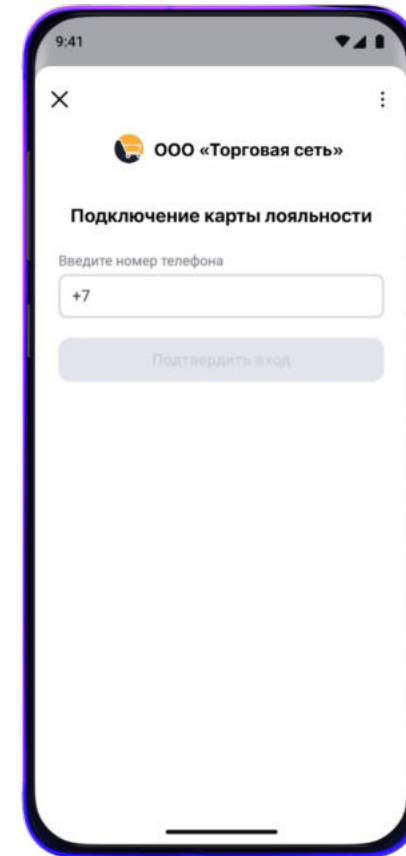 9:41
ООО «Торговая сеть»
Подключение карты лояльности
Введите номер телефона
+7
Подтвердить вход